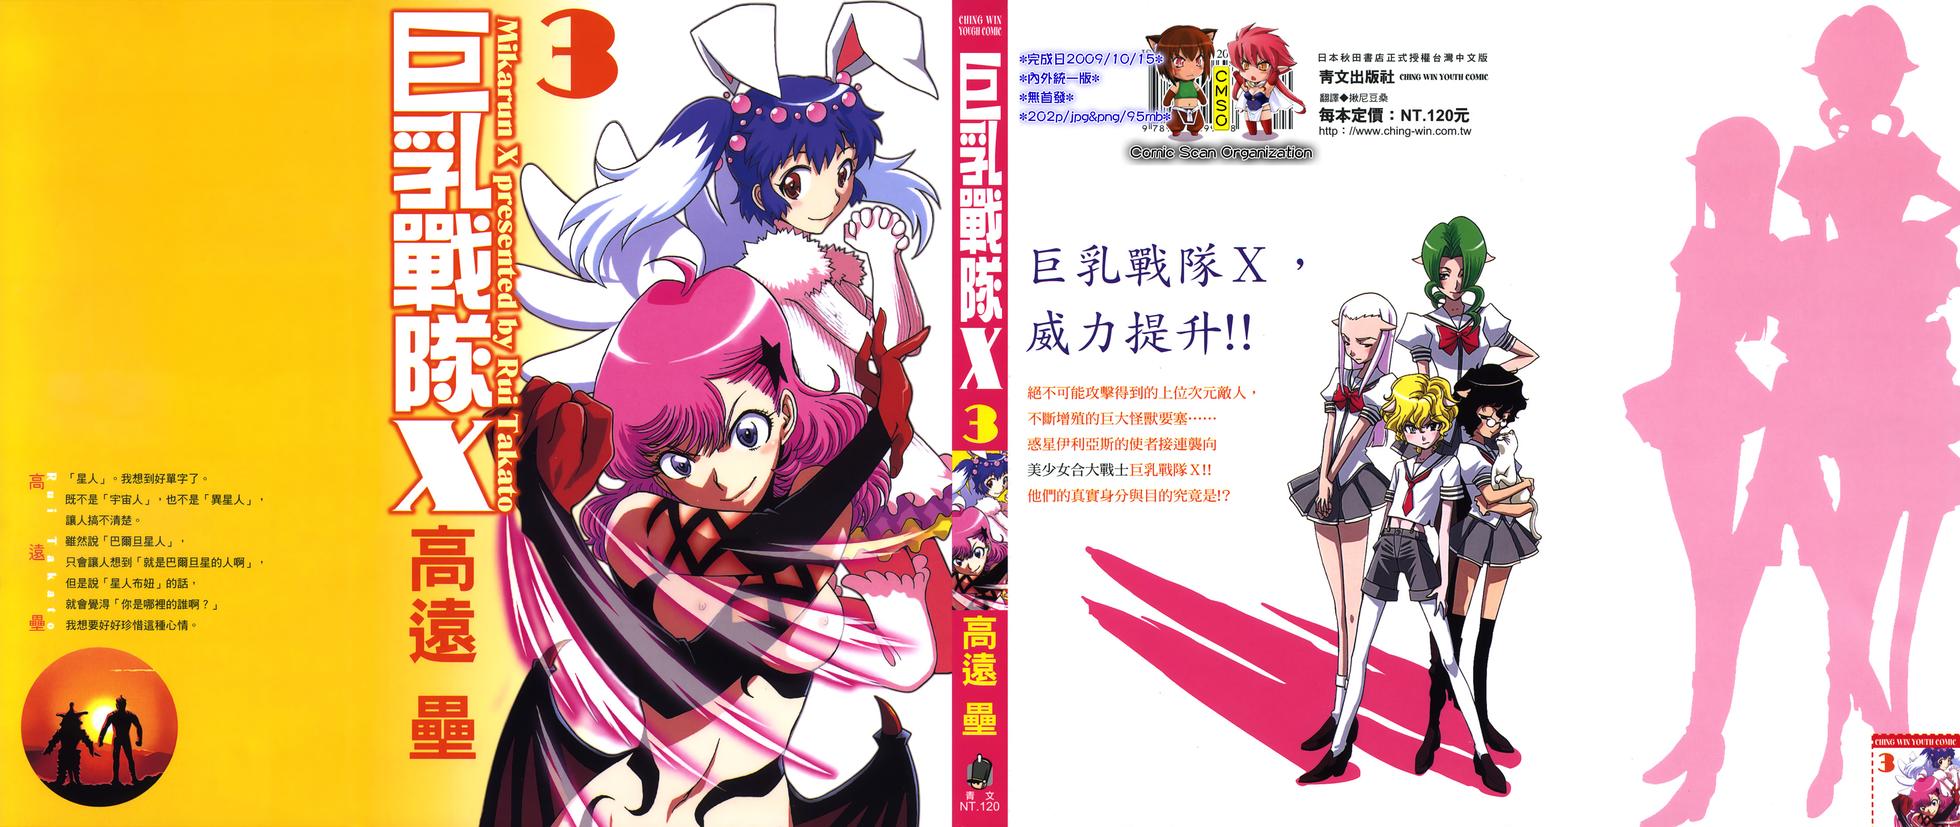 高遠壘
Rui Takato
「星人」。我想到好單字了。
既不是「宇宙人」，也不是「異星人」，
讓人搞不清楚。
雖然說「巴爾旦星人」，
只會讓人想到「就是巴爾旦星的人啊」，
但是說「星人布妞」的話，
就會覺得「你是哪裡的誰啊？」
我想要好好珍惜這種心情。
巨乳戰隊X
Mikarun X presented by Rui Takato
3
高遠 壘
CHING WIN
YOUTH COMIC
巨乳戰隊X
3
高遠 壘
青文
NT.120
*完成日2009/10/15*
*內外統一版*
*無首發*
*202p/jpg&png/95mb*
CMSO
Comic Scan Organization
日本秋田書店正式授權台灣中文版
青文出版社 CHING WIN YOUTH COMIC
翻譯◆揪尼豆桑
每本定價：NT.120元
http：//www.ching-win.com.tw
巨乳戰隊X，
威力提升!!
絕不可能攻擊得到的上位次元敵人，
不斷增殖的巨大怪獸要塞……
惑星伊利亞斯的使者接連襲向
美少女合大戰士巨乳戰隊X!!
他們的真實身分與目的究竟是!?
CHING WIN YOUTH COMIC
3